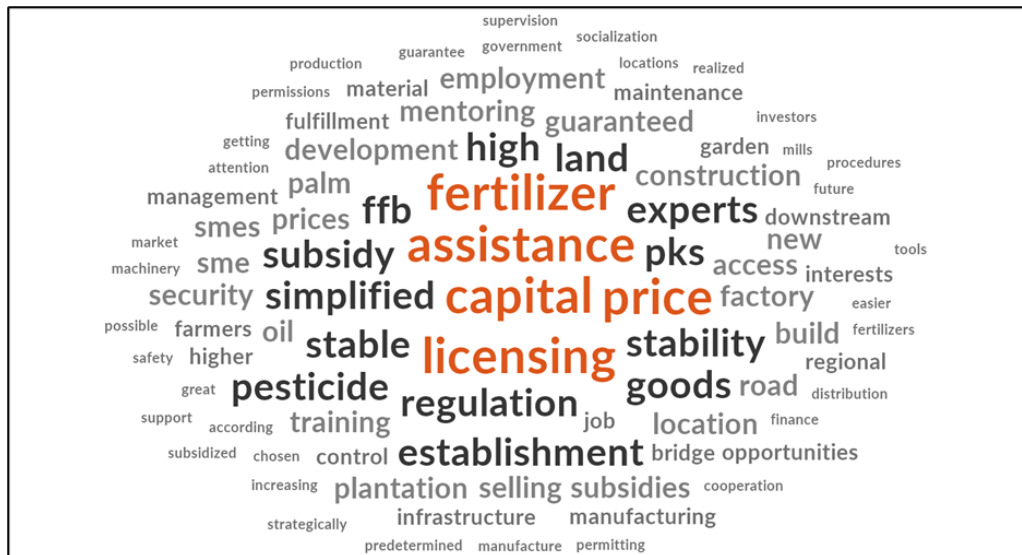 supervision
socialization
guarantee government
production locations realized
permissions material employment maintenance
fulfillment mentoring guaranteed investors
getting development high land garden mills
attention palm fertilizer construction procedures
management ffb experts future
smes prices downstream
market subsidy assistance pks new tools
machinery sme access interests
security simplified capital price factory easier
possible farmers oil stable licensing stability build fertilizers
safety higher regional
great pesticide regulation goods road distribution
support according training job location finance
subsidized chosen control establishment bridge opportunities
increasing plantation selling subsidies cooperation
strategically infrastructure manufacturing
predetermined manufacture permitting